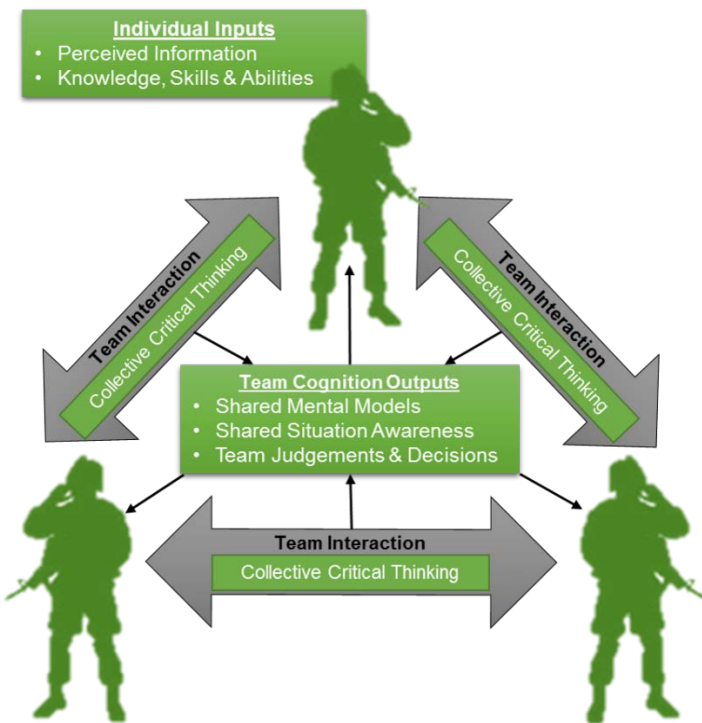 Individual Inputs
• Perceived Information
• Knowledge, Skills & Abilities
Team Interaction
Collective Critical Thinking
Team Interaction
Collective Critical Thinking
Team Cognition Outputs
• Shared Mental Models
• Shared Situation Awareness
• Team Judgements & Decisions
Team Interaction
Collective Critical Thinking